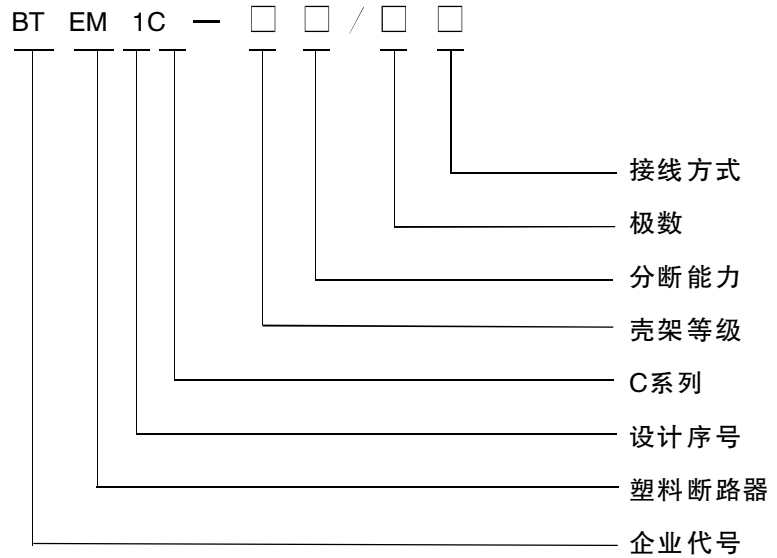 BT EM 1C — □ □ / □ □
接线方式
极数
分断能力
壳架等级
C系列
设计序号
塑料断路器
企业代号